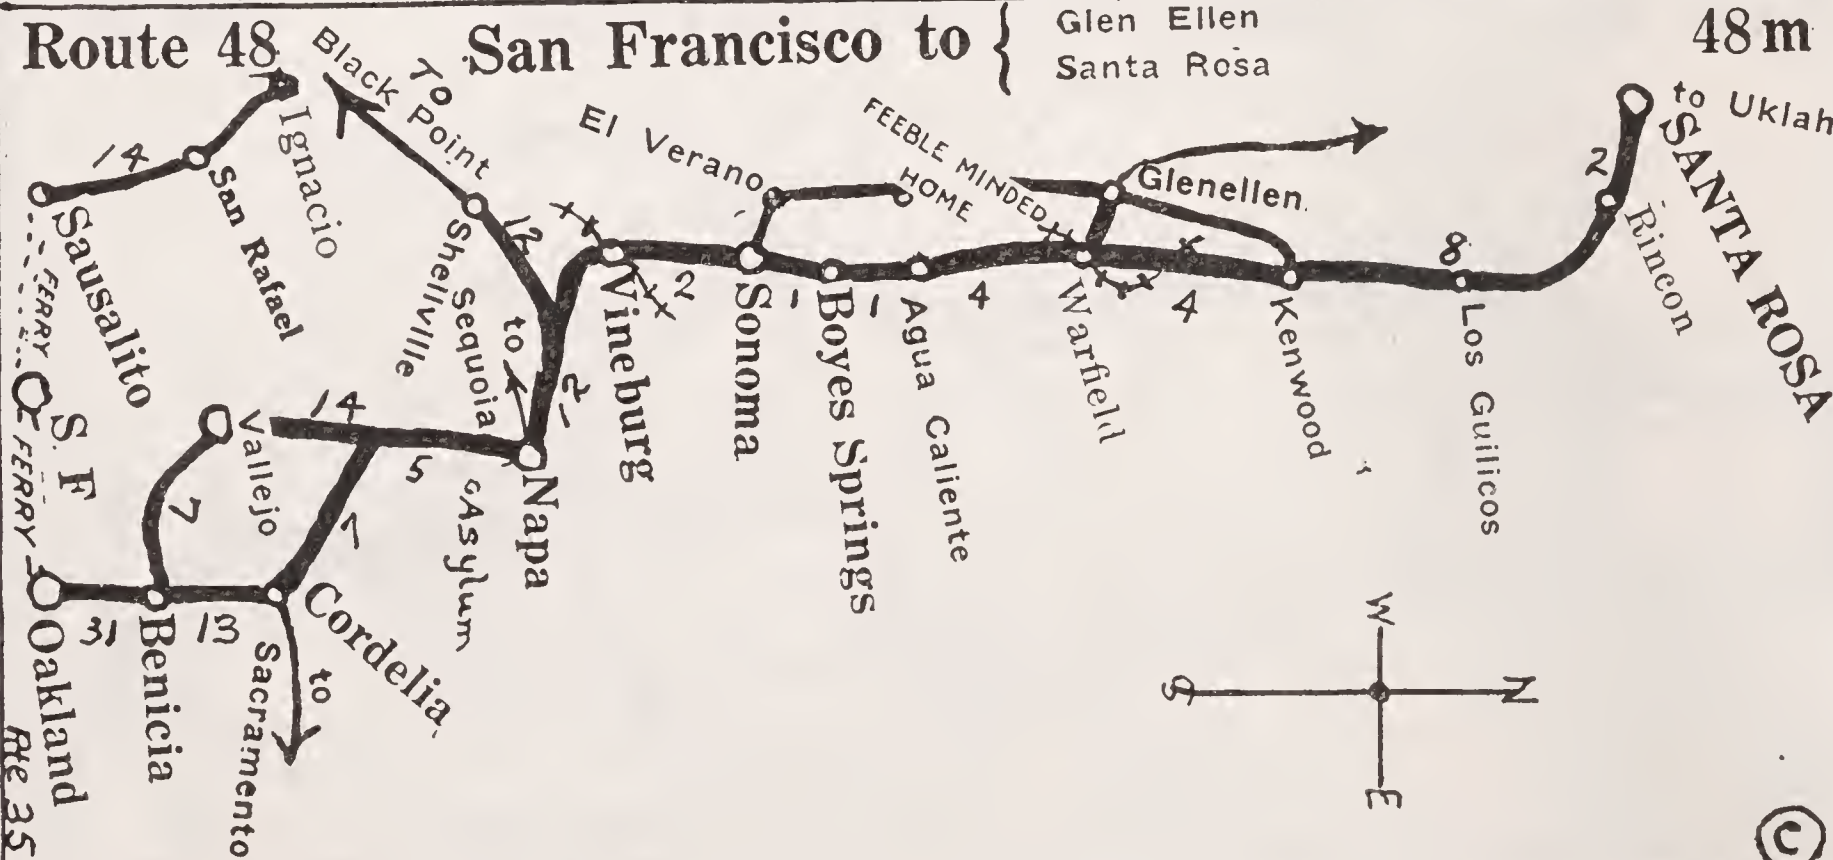 Route 48 San Francisco to { Glen Ellen
Santa Rosa
48m
Black Point
TO
Ignacio
14
San Rafael
Sausalito
FERRY
S. F
FERRY
Shellville
12
Sequoia
to
El Verano
FEEBLE MINDED
HOME
Glenellen
to Uklah
SANTA ROSA
2
Rincon
8
Los Guilicos
Kenwood
4
Warfield
4
Agua Caliente
1
Boyes Springs
1
Sonoma
2
Vineburg
2
Napa
Asylum
5
14
Vallejo
7
7
Cordelia
to
Sacramento
13
Benicia
31
Oakland
Rte 35
W
S
N
E
C